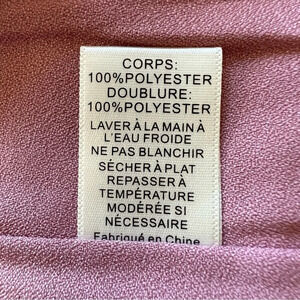 CORPS:
100%POLYESTER
DOUBLURE:
100%POLYESTER
LAVER À LA MAIN À
L'EAU FROIDE
NE PAS BLANCHIR
SÉCHER À PLAT
REPASSER À
TEMPÉRATURE
MODÉRÉE SI
NÉCESSAIRE
Fabriqué en Chine